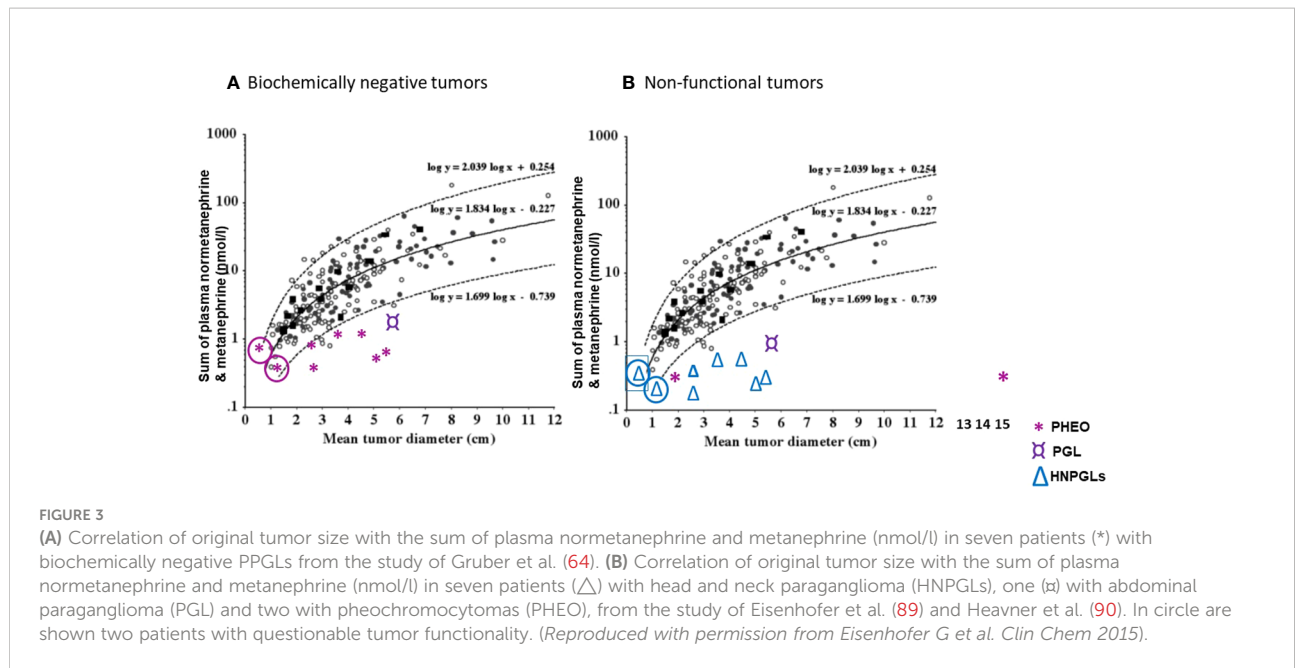 A Biochemically negative tumors
Sum of plasma normetanephrine
& metanephrine (nmol/l)
1000
100
10
1
.1
log y = 2.039 log x + 0.254
log y = 1.834 log x - 0.227
log y = 1.699 log x - 0.739
0 1 2 3 4 5 6 7 8 9 10 11 12
Mean tumor diameter (cm)
B Non-functional tumors
Sum of plasma normetanephrine
& metanephrine (nmol/l)
1000
100
10
1
.1
log y = 2.039 log x + 0.254
log y = 1.834 log x - 0.227
log y = 1.699 log x - 0.739
0 1 2 3 4 5 6 7 8 9 10 11 12 13 14 15
Mean tumor diameter (cm)
* PHEO
¤ PGL
△ HNPGLs
FIGURE 3
(A) Correlation of original tumor size with the sum of plasma normetanephrine and metanephrine (nmol/l) in seven patients (*) with
biochemically negative PPGLs from the study of Gruber et al. (64). (B) Correlation of original tumor size with the sum of plasma
normetanephrine and metanephrine (nmol/l) in seven patients (△) with head and neck paraganglioma (HNPGLs), one (¤) with abdominal
paraganglioma (PGL) and two with pheochromocytomas (PHEO), from the study of Eisenhofer et al. (89) and Heavner et al. (90). In circle are
shown two patients with questionable tumor functionality. (Reproduced with permission from Eisenhofer G et al. Clin Chem 2015).